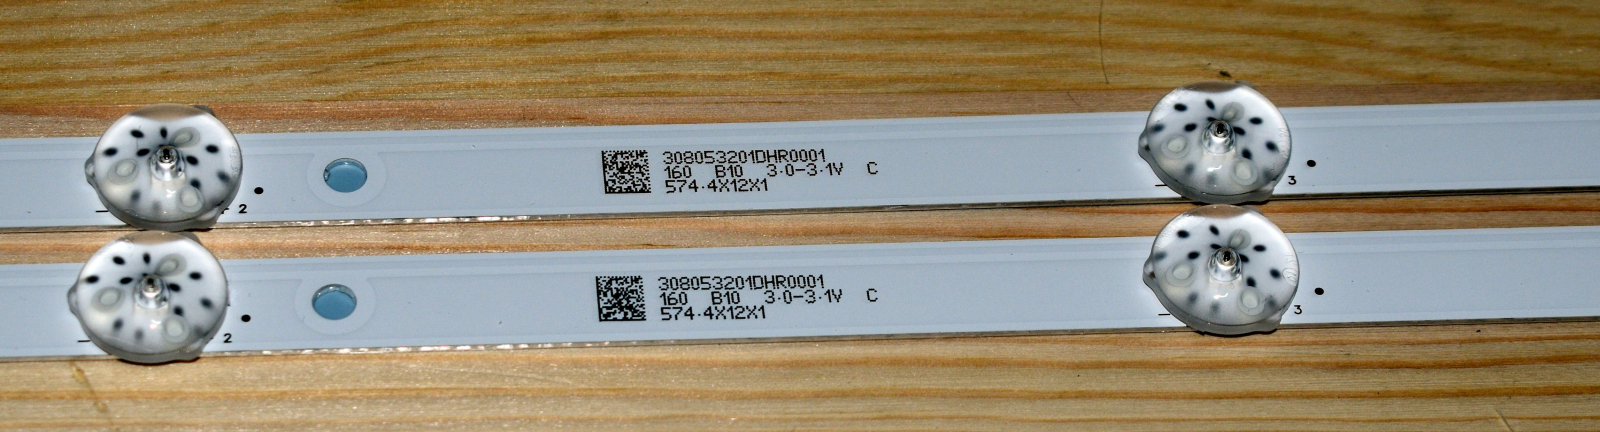 308053201DHR0001
160 B10 3.0-3.1V C
574.4X12X1
- 2
- 3
308053201DHR0001
160 B10 3.0-3.1V C
574.4X12X1
- 2
- 3